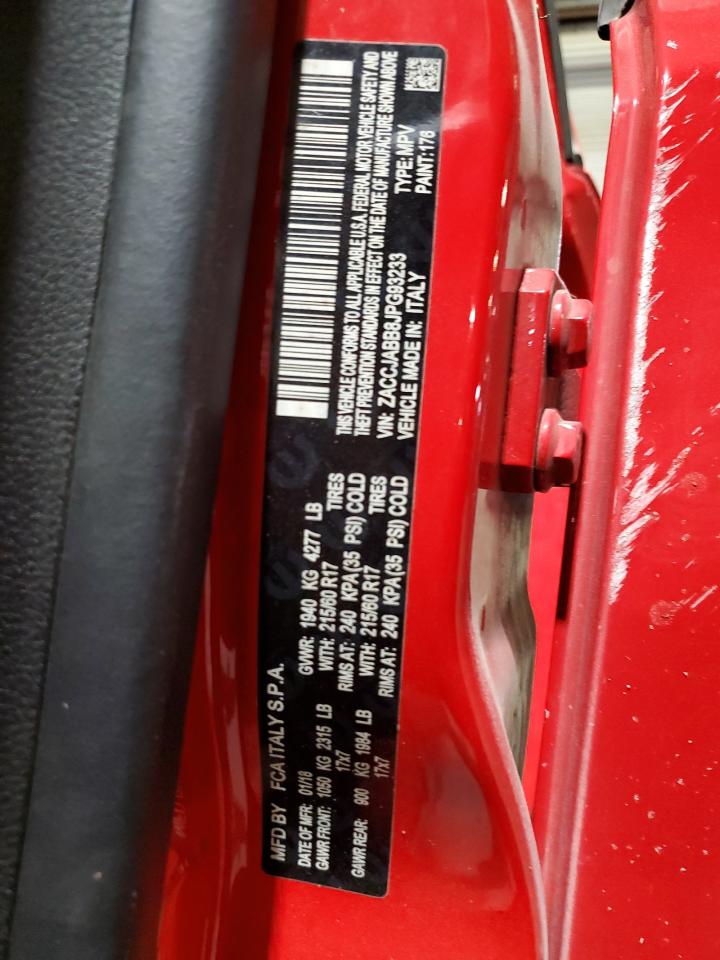 MFD BY FCA ITALY S.P.A.
DATE OF MFR: 01/18 GVWR: 1940 KG 4277 LB
GAWR FRONT: 1050 KG 2315 LB WITH: 215/60 R17 TIRES
17x7 RIMS AT: 240 KPA(35 PSI) COLD
GAWR REAR: 900 KG 1984 LB WITH: 215/60 R17 TIRES
17x7 RIMS AT: 240 KPA(35 PSI) COLD
THIS VEHICLE CONFORMS TO ALL APPLICABLE U.S.A. FEDERAL MOTOR VEHICLE SAFETY AND
THEFT PREVENTION STANDARDS IN EFFECT ON THE DATE OF MANUFACTURE SHOWN ABOVE
VIN: ZACCJABB8JPG93233 TYPE: MPV
VEHICLE MADE IN: ITALY PAINT: 176